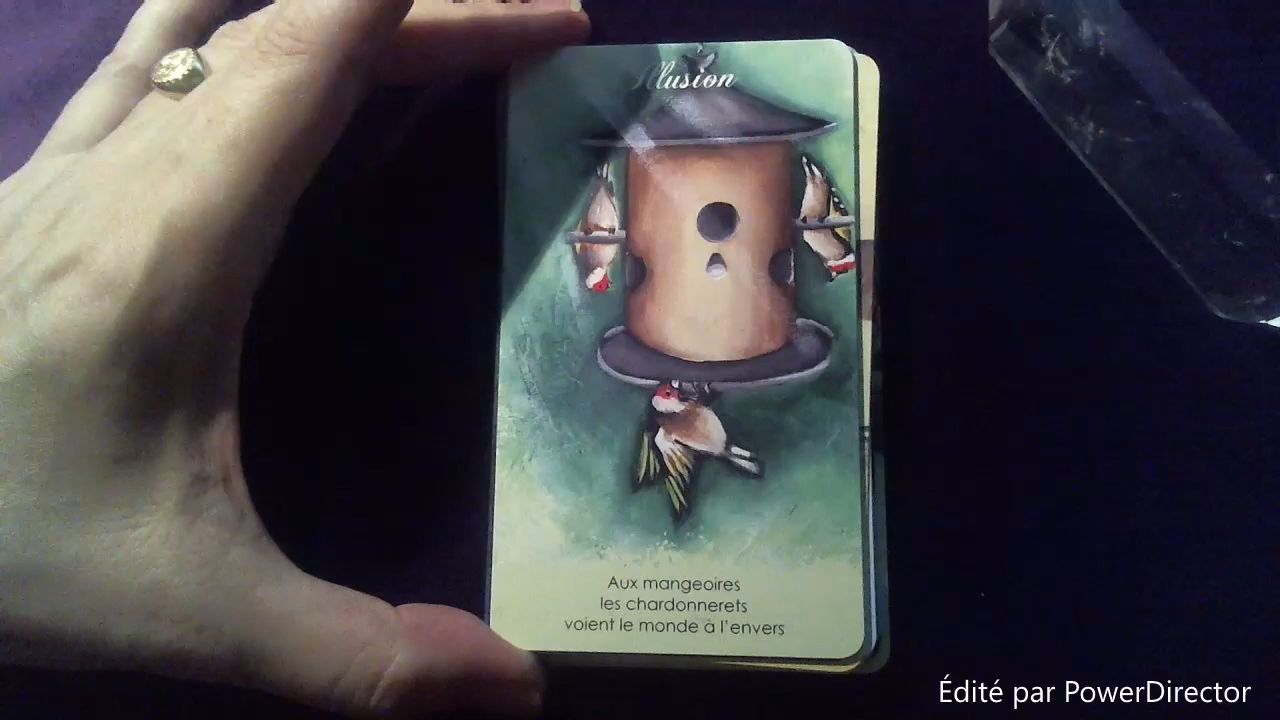 Illusion
Aux mangeoires
les chardonnerets
voient le monde à l'envers
Édité par PowerDirector